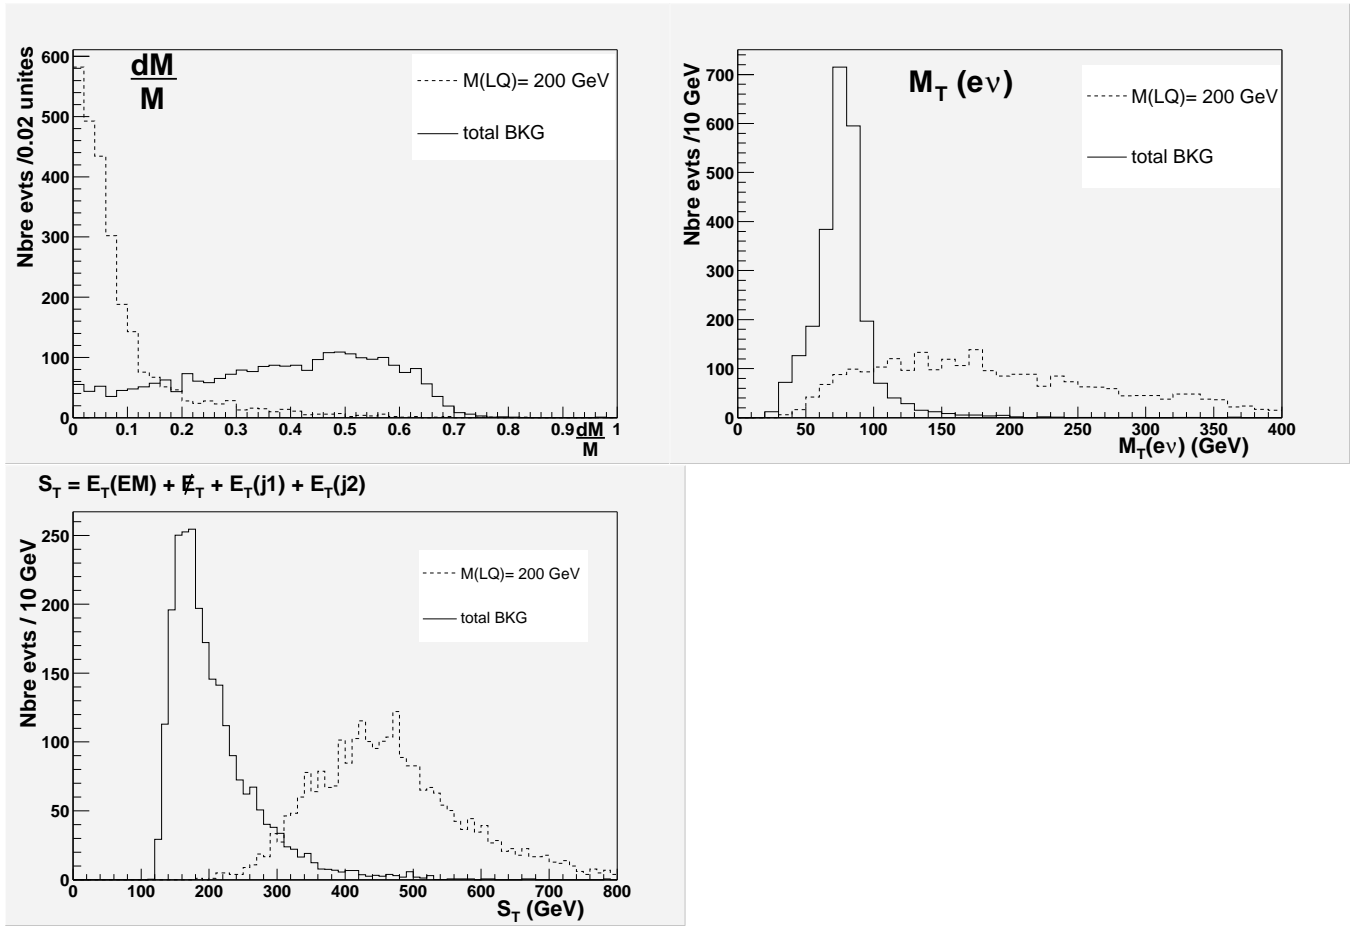 dM
M
M(LQ)= 200 GeV
total BKG
Nbre evts /0.02 unites
600
500
400
300
200
100
0
0 0.1 0.2 0.3 0.4 0.5 0.6 0.7 0.8 0.9 1
dM
M
M_T (eν)
M(LQ)= 200 GeV
total BKG
Nbre evts /10 GeV
700
600
500
400
300
200
100
0
0 50 100 150 200 250 300 350 400
M_T(eν) (GeV)
S_T = E_T(EM) + E̸_T + E_T(j1) + E_T(j2)
M(LQ)= 200 GeV
total BKG
Nbre evts / 10 GeV
250
200
150
100
50
0
0 100 200 300 400 500 600 700 800
S_T (GeV)